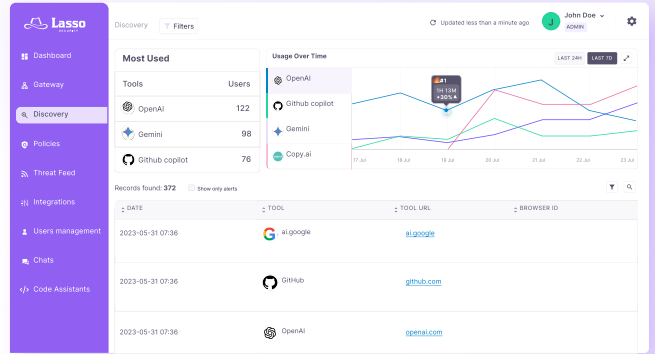 Lasso
SECURITY
Discovery
Filters
Updated less than a minute ago
John Doe
ADMIN
Dashboard
Gateway
Discovery
Policies
Threat Feed
Integrations
Users management
Chats
Code Assistants
Most Used
Tools Users
OpenAI 122
Gemini 98
Github copilot 76
Usage Over Time
LAST 24H LAST 7D
OpenAI
Github copilot
Gemini
Copy.ai
#1
1H 13M
+30%
17 Jul 18 Jul 19 Jul 20 Jul 21 Jul 22 Jul 23 Jul
Records found: 372 Show only alerts
DATE TOOL TOOL URL BROWSER ID
2023-05-31 07:36 ai.google ai.google
2023-05-31 07:36 GitHub github.com
2023-05-31 07:36 OpenAI openai.com